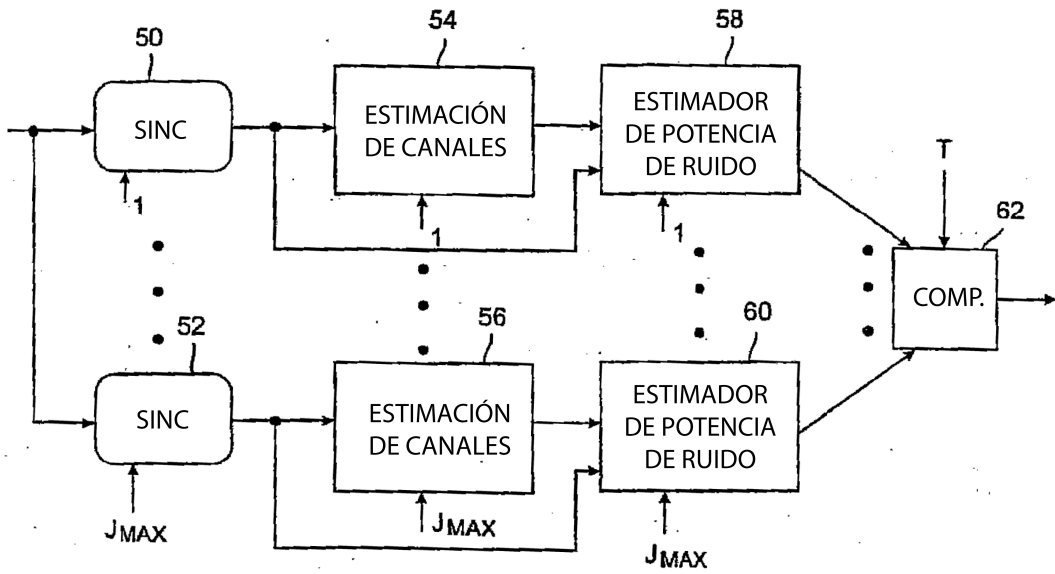 50
54
58
SINC
ESTIMACIÓN
DE CANALES
ESTIMADOR
DE POTENCIA
DE RUIDO
T
62
1
1
1
COMP.
52
56
60
SINC
ESTIMACIÓN
DE CANALES
ESTIMADOR
DE POTENCIA
DE RUIDO
JMAX
JMAX
JMAX